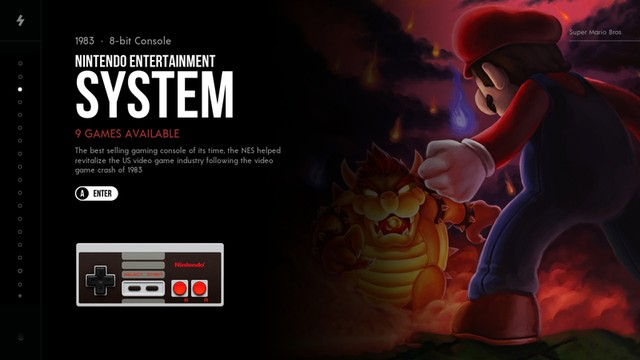 1983 · 8-bit Console
Super Mario Bros
NINTENDO ENTERTAINMENT
SYSTEM
9 GAMES AVAILABLE
The best selling gaming console of its time, the NES helped
revitalize the US video game industry following the video
game crash of 1983
A ENTER
Nintendo